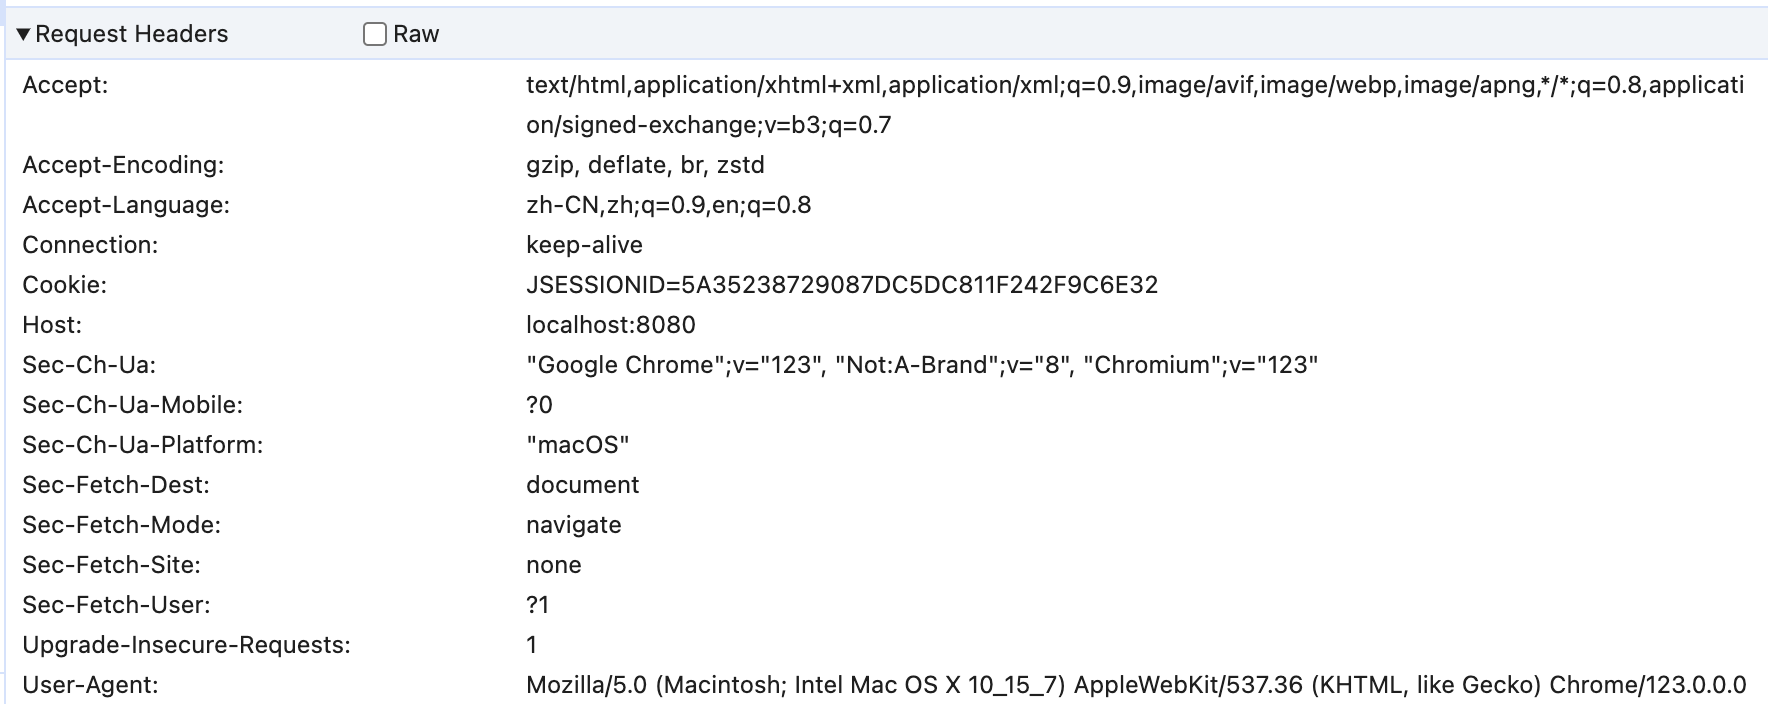 Request Headers Raw
Accept: text/html,application/xhtml+xml,application/xml;q=0.9,image/avif,image/webp,image/apng,*/*;q=0.8,applicati
on/signed-exchange;v=b3;q=0.7
Accept-Encoding: gzip, deflate, br, zstd
Accept-Language: zh-CN,zh;q=0.9,en;q=0.8
Connection: keep-alive
Cookie: JSESSIONID=5A35238729087DC5DC811F242F9C6E32
Host: localhost:8080
Sec-Ch-Ua: "Google Chrome";v="123", "Not:A-Brand";v="8", "Chromium";v="123"
Sec-Ch-Ua-Mobile: ?0
Sec-Ch-Ua-Platform: "macOS"
Sec-Fetch-Dest: document
Sec-Fetch-Mode: navigate
Sec-Fetch-Site: none
Sec-Fetch-User: ?1
Upgrade-Insecure-Requests: 1
User-Agent: Mozilla/5.0 (Macintosh; Intel Mac OS X 10_15_7) AppleWebKit/537.36 (KHTML, like Gecko) Chrome/123.0.0.0